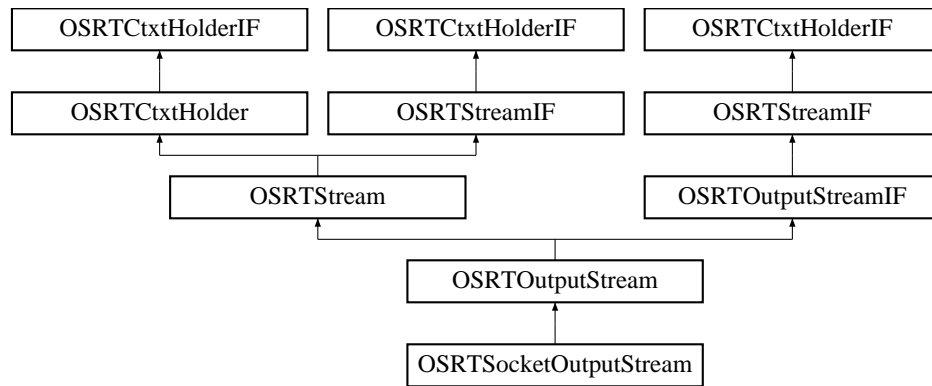 OSRTCtxtHolderIF
OSRTCtxtHolderIF
OSRTCtxtHolderIF
OSRTCtxtHolder
OSRTStreamIF
OSRTStreamIF
OSRTStream
OSRTOutputStreamIF
OSRTOutputStream
OSRTSocketOutputStream